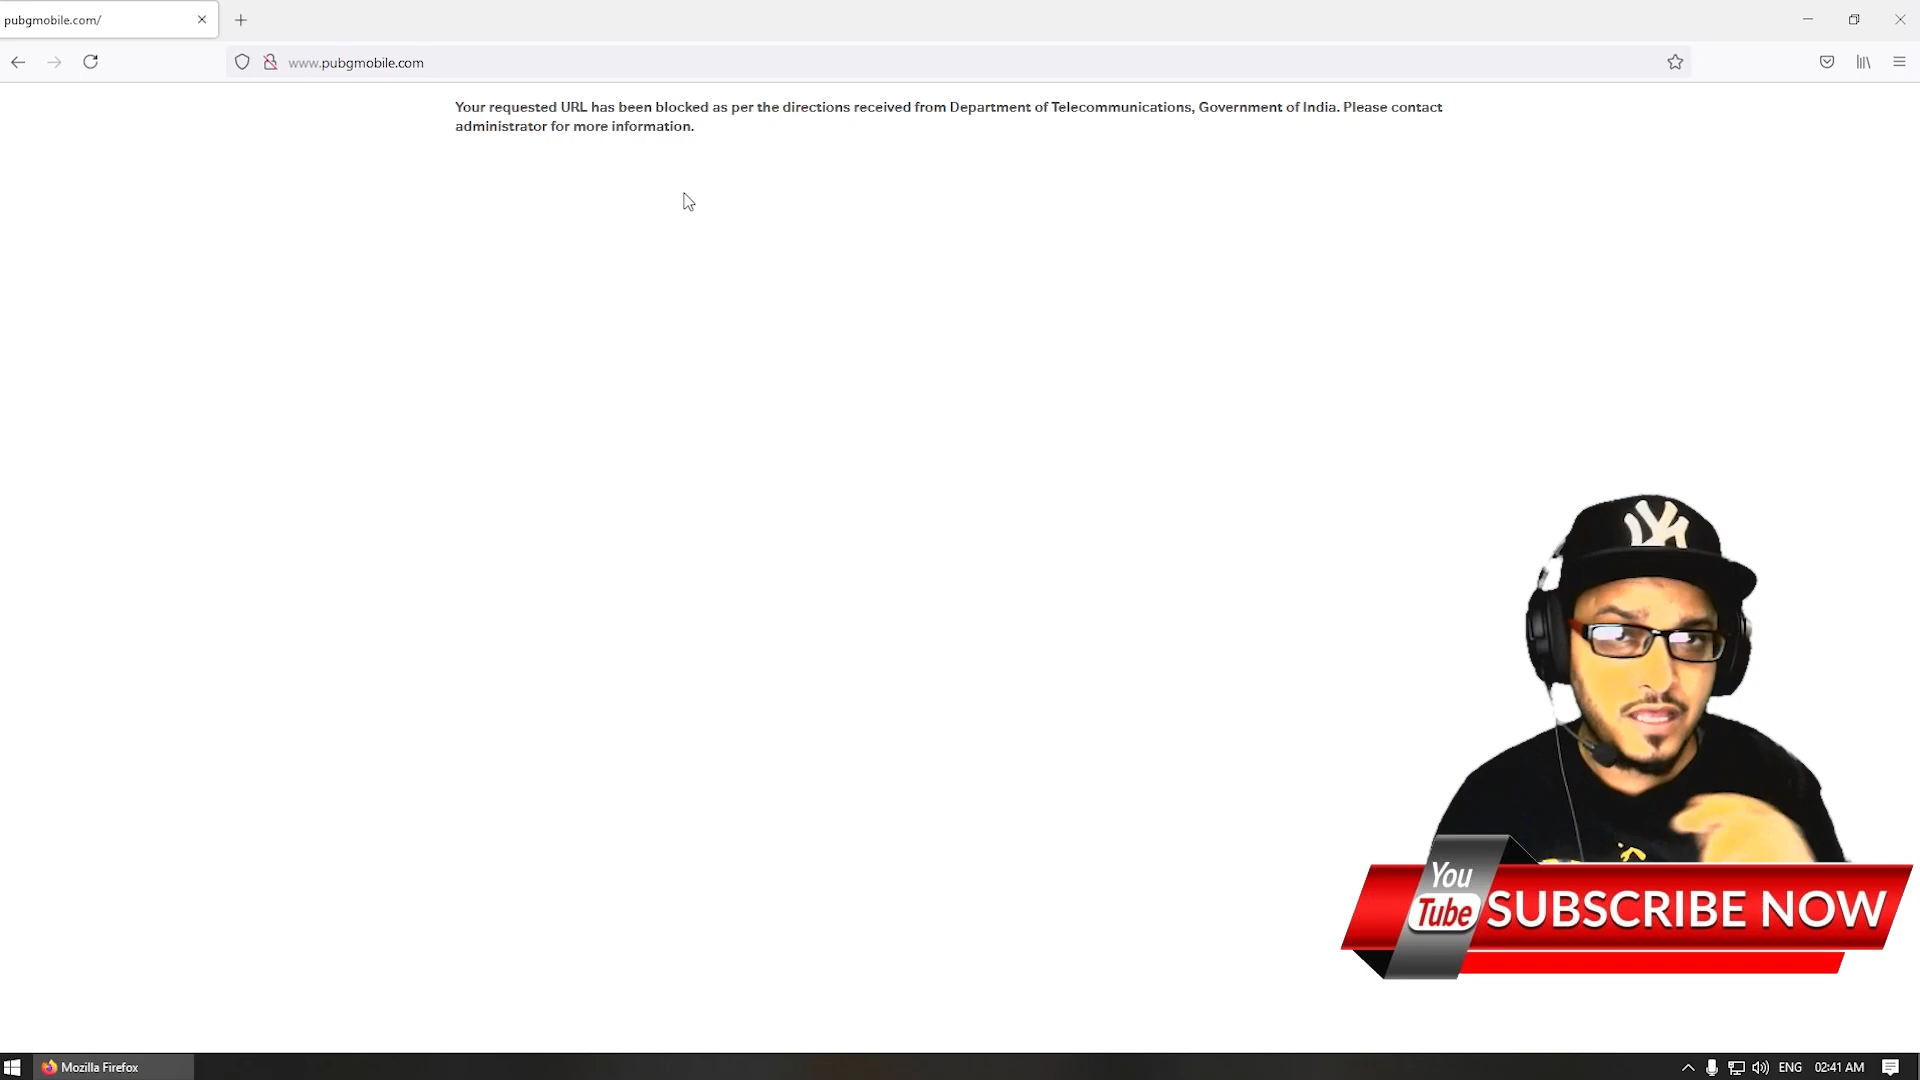 pubgmobile.com/
www.pubgmobile.com
Your requested URL has been blocked as per the directions received from Department of Telecommunications, Government of India. Please contact
administrator for more information.
NY
You
Tube
SUBSCRIBE NOW
Mozilla Firefox
ENG
02:41 AM